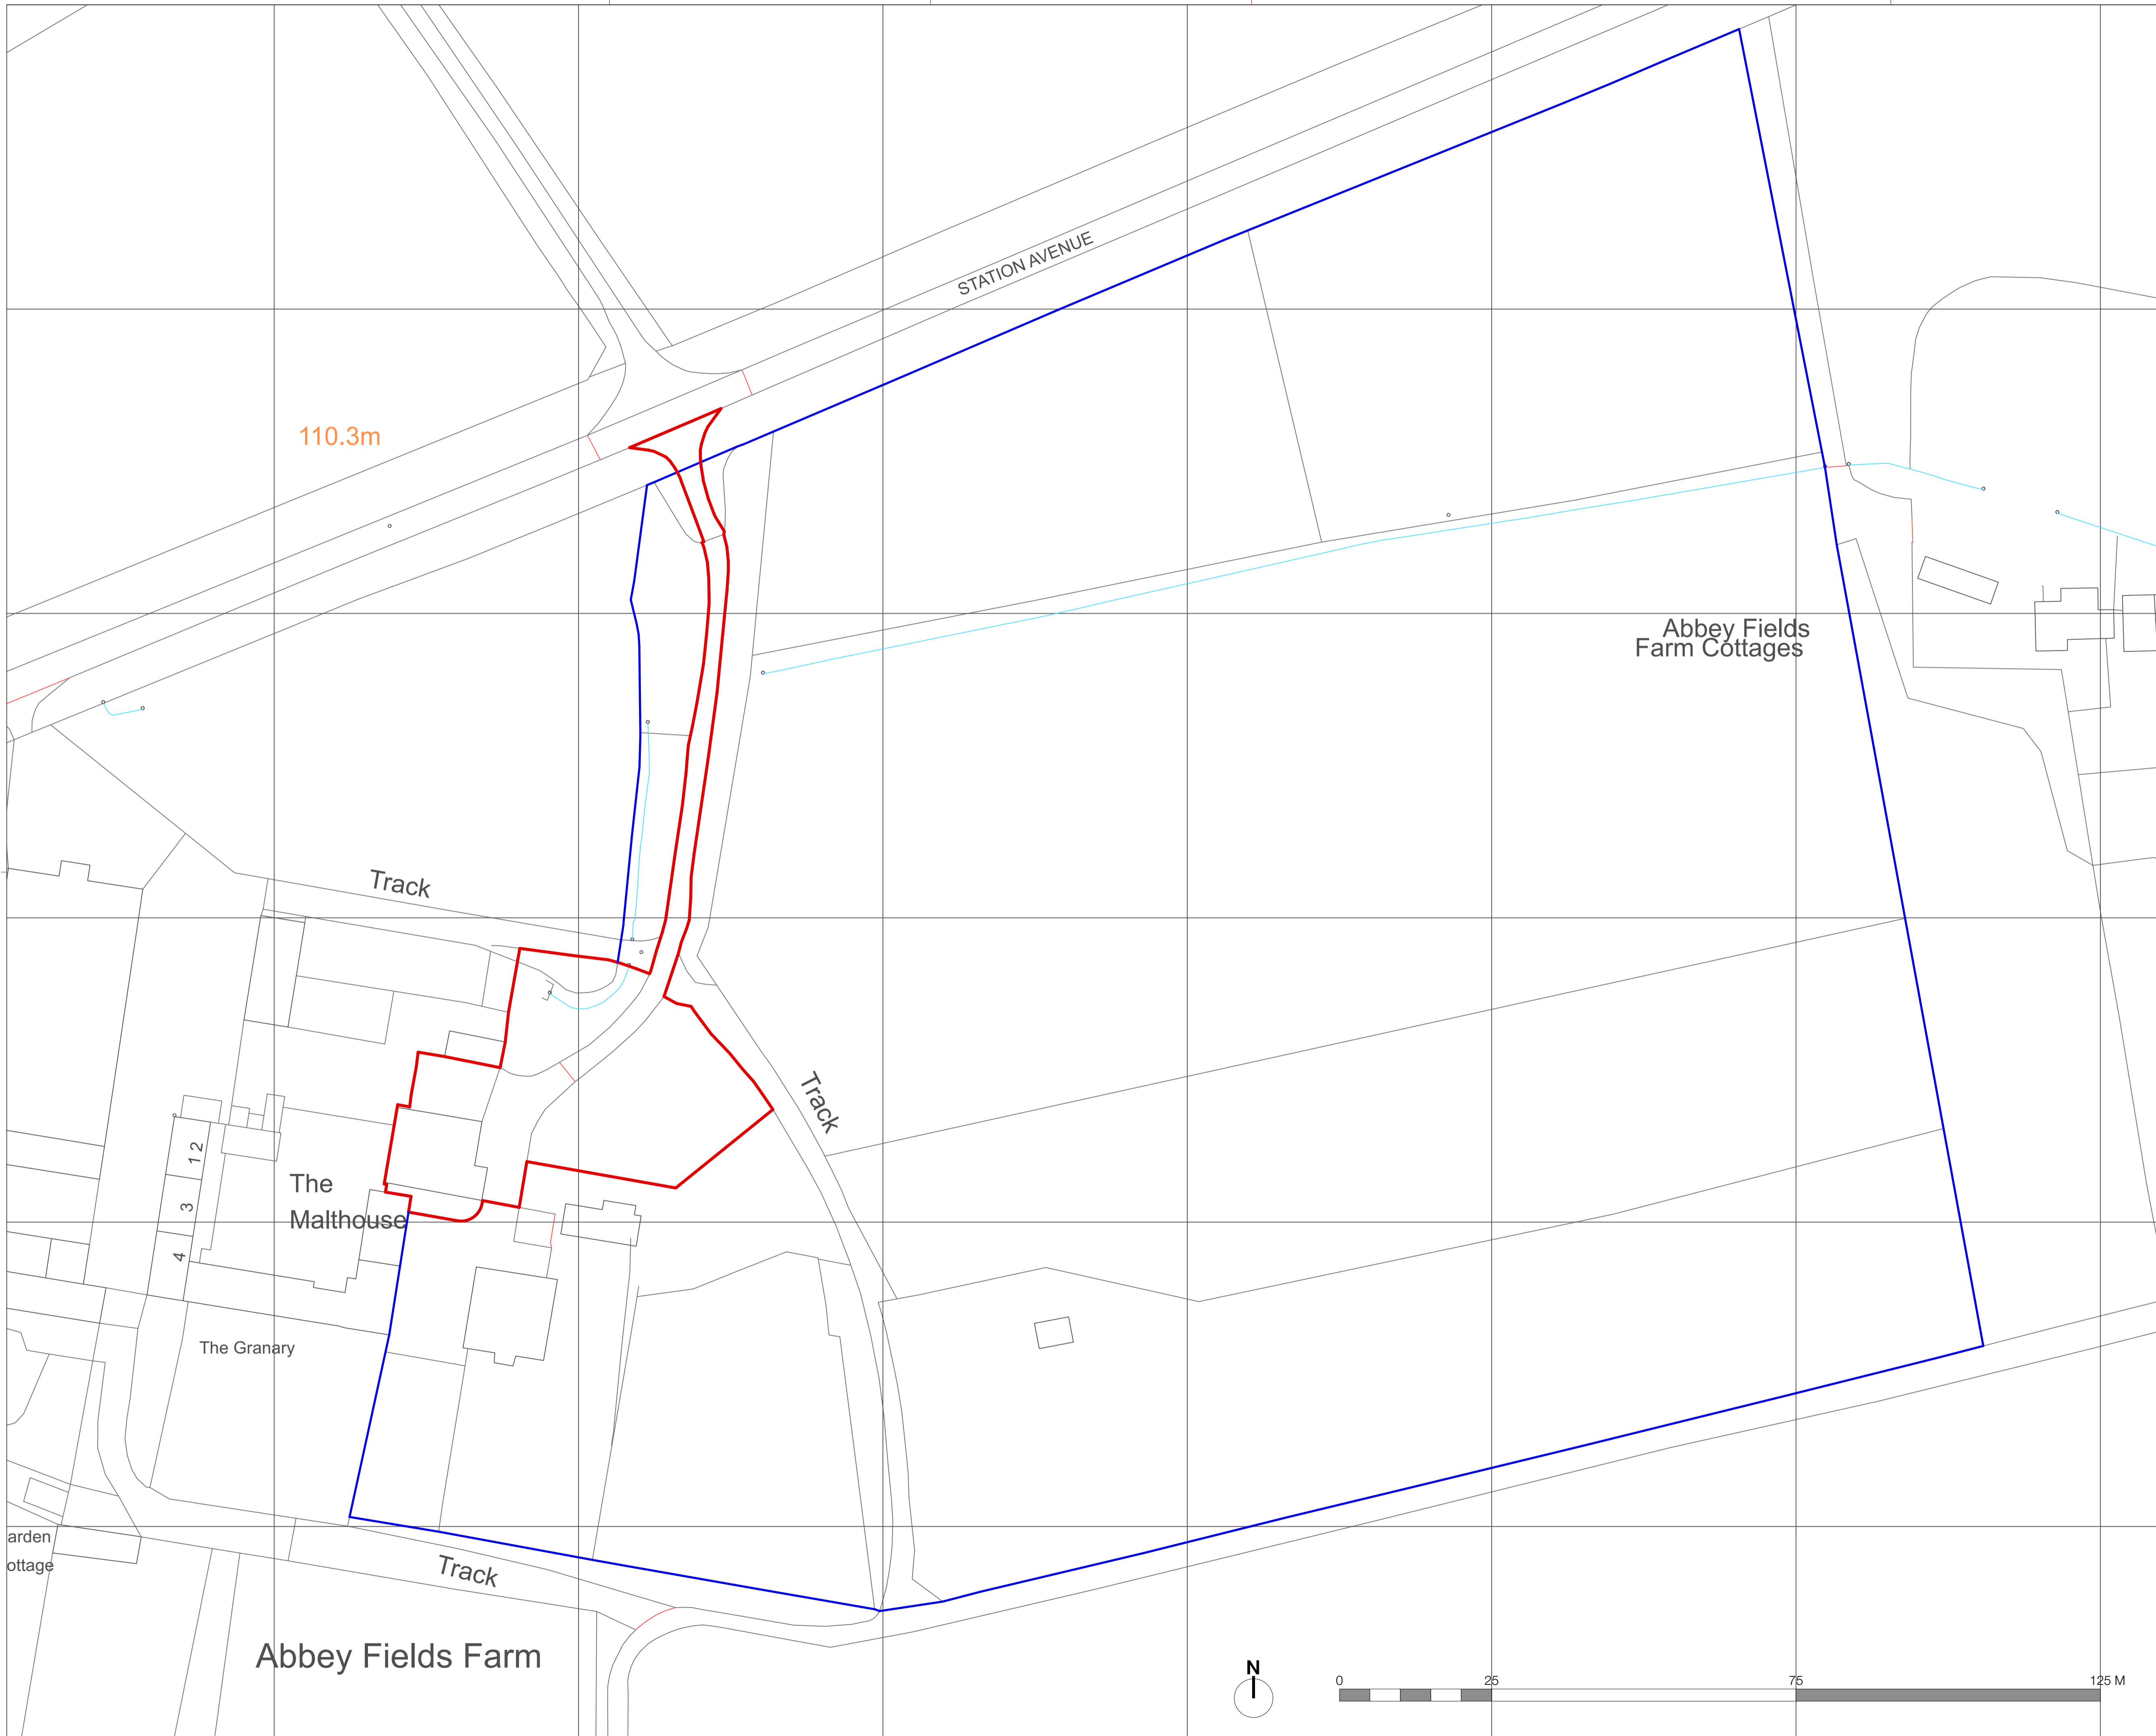 STATION AVENUE
110.3m
Abbey Fields
Farm Cottages
Track
Track
1 2
3
4
The
Malthouse
The Granary
arden
ottage
Track
Abbey Fields Farm
N
0 25 75 125 M